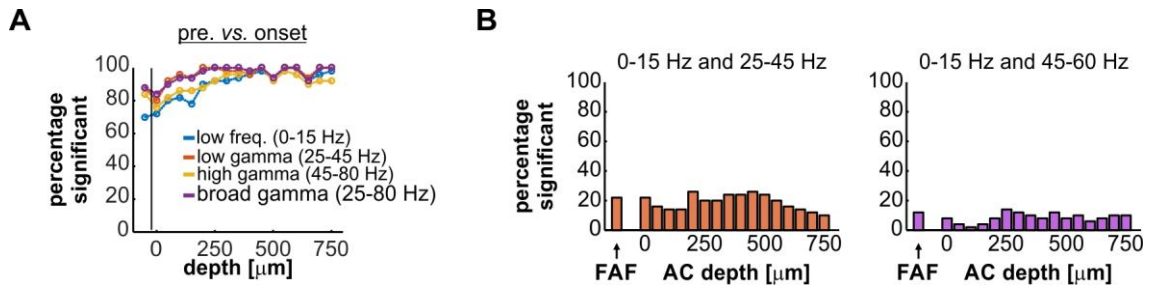 A
pre. vs. onset
percentage
significant
100
80
60
40
20
0
low freq. (0-15 Hz)
low gamma (25-45 Hz)
high gamma (45-80 Hz)
broad gamma (25-80 Hz)
0 250 500 750
depth [μm]
B
0-15 Hz and 25-45 Hz
percentage
significant
100
80
60
40
20
0
0 250 500 750
FAF AC depth [μm]
0-15 Hz and 45-60 Hz
100
80
60
40
20
0
0 250 500 750
FAF AC depth [μm]